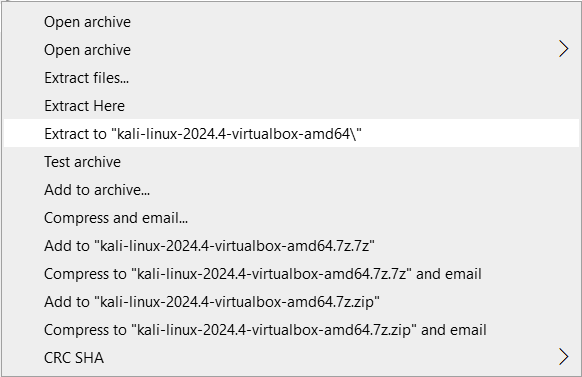 Open archive
Open archive
Extract files...
Extract Here
Extract to "kali-linux-2024.4-virtualbox-amd64\"
Test archive
Add to archive...
Compress and email...
Add to "kali-linux-2024.4-virtualbox-amd64.7z.7z"
Compress to "kali-linux-2024.4-virtualbox-amd64.7z.7z" and email
Add to "kali-linux-2024.4-virtualbox-amd64.7z.zip"
Compress to "kali-linux-2024.4-virtualbox-amd64.7z.zip" and email
CRC SHA